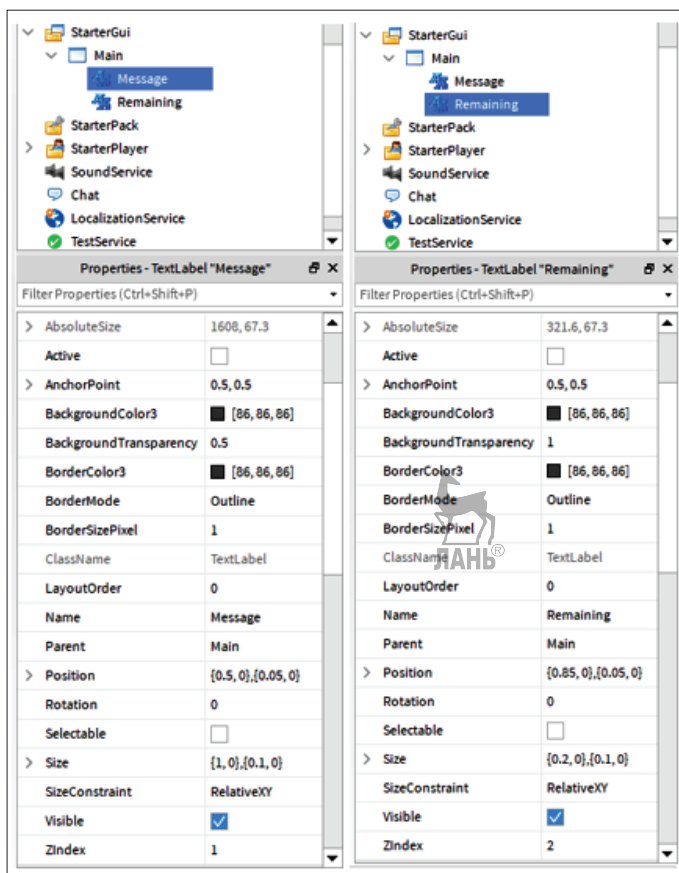 StarterGui
Main
Message
Remaining
StarterPack
StarterPlayer
SoundService
Chat
LocalizationService
TestService
Properties - TextLabel "Message"
Filter Properties (Ctrl+Shift+P)
AbsoluteSize 1608, 67.3
Active
AnchorPoint 0.5, 0.5
BackgroundColor3 [86, 86, 86]
BackgroundTransparency 0.5
BorderColor3 [86, 86, 86]
BorderMode Outline
BorderSizePixel 1
ClassName TextLabel
LayoutOrder 0
Name Message
Parent Main
Position {0.5, 0},{0.05, 0}
Rotation 0
Selectable
Size {1, 0},{0.1, 0}
SizeConstraint RelativeXY
Visible
ZIndex 1
StarterGui
Main
Message
Remaining
StarterPack
StarterPlayer
SoundService
Chat
LocalizationService
TestService
Properties - TextLabel "Remaining"
Filter Properties (Ctrl+Shift+P)
AbsoluteSize 321.6, 67.3
Active
AnchorPoint 0.5, 0.5
BackgroundColor3 [86, 86, 86]
BackgroundTransparency 1
BorderColor3 [86, 86, 86]
BorderMode Outline
BorderSizePixel 1
ClassName TextLabel
ЛАНЬ®
LayoutOrder 0
Name Remaining
Parent Main
Position {0.85, 0},{0.05, 0}
Rotation 0
Selectable
Size {0.2, 0},{0.1, 0}
SizeConstraint RelativeXY
Visible
ZIndex 2